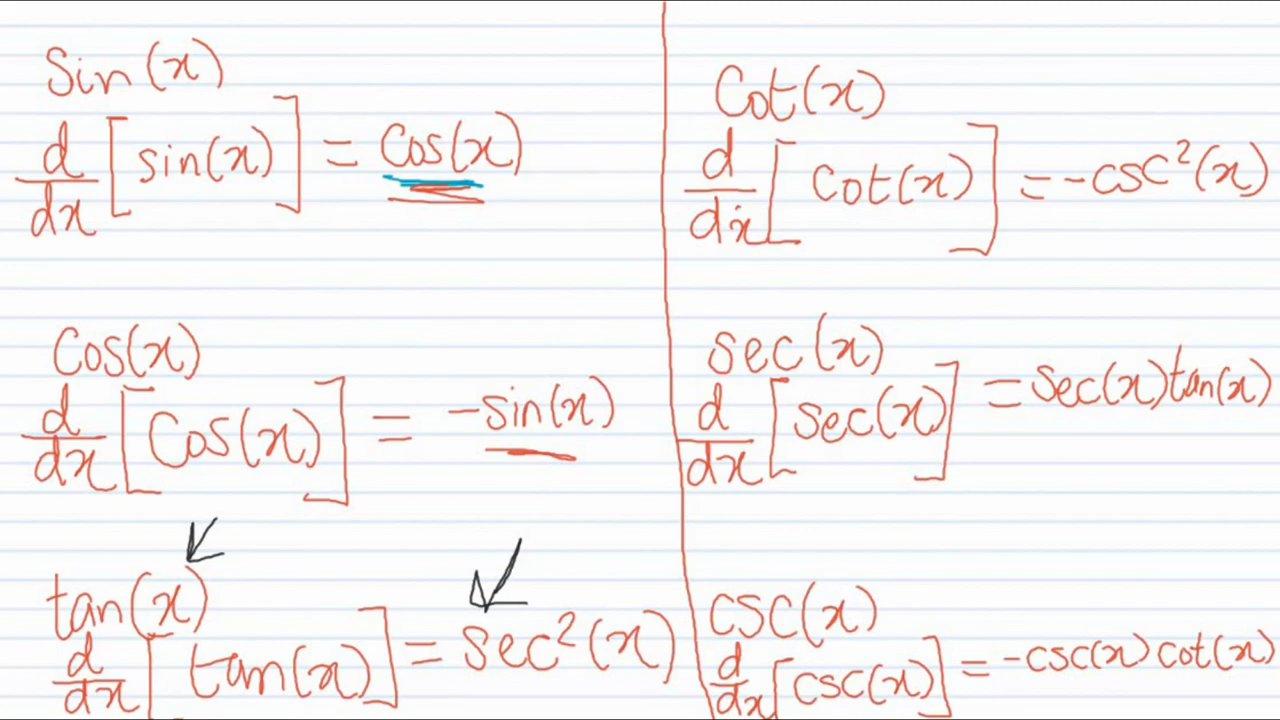 Sin(x)
d/dx [sin(x)] = Cos(x)
Cos(x)
d/dx [Cos(x)] = -sin(x)
tan(x)
d/dx [tan(x)] = sec²(x)
Cot(x)
d/dx [cot(x)] = -csc²(x)
sec(x)
d/dx [sec(x)] = sec(x)tan(x)
csc(x)
d/dx [csc(x)] = -csc(x)cot(x)